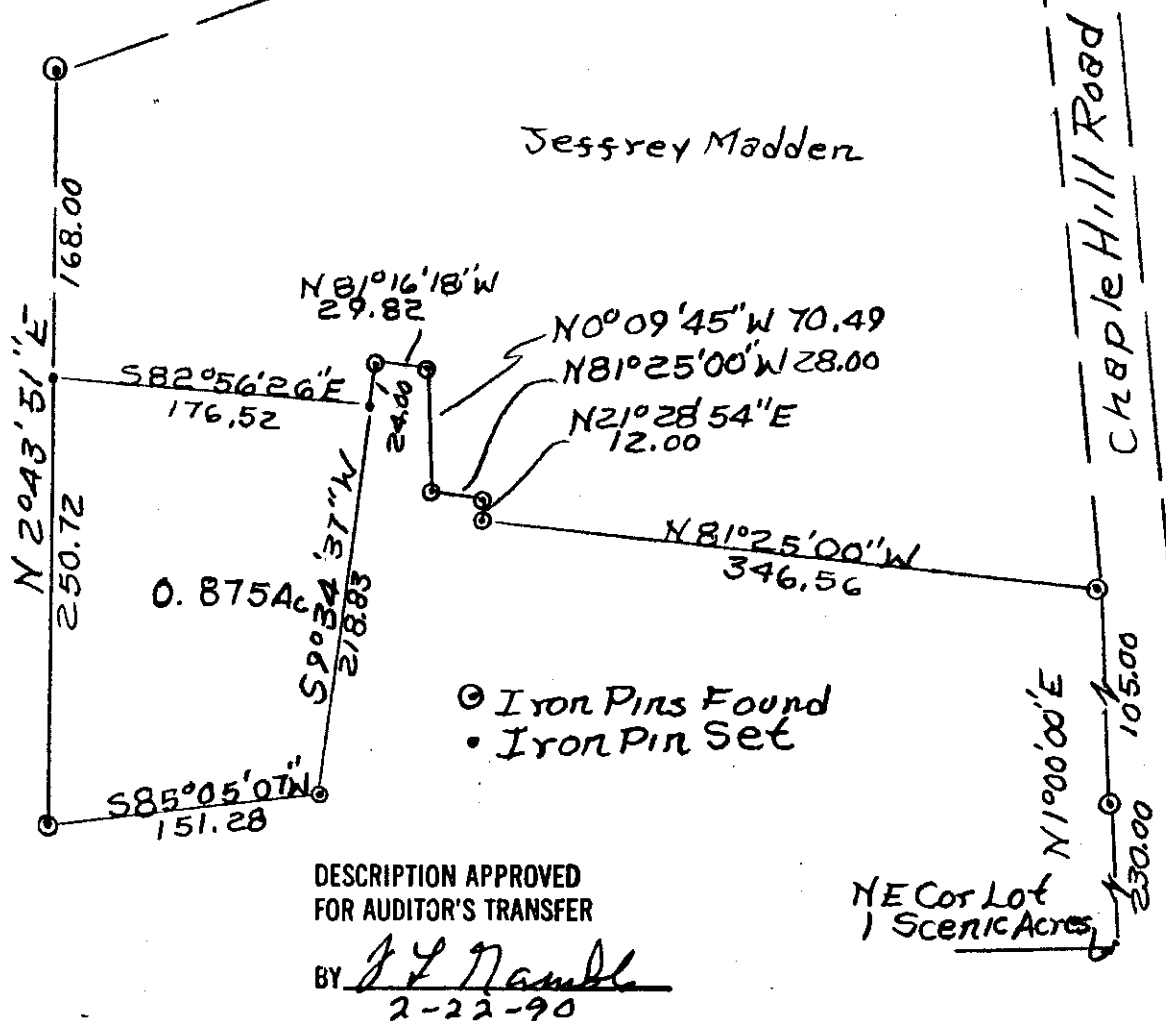 Chaple Hill Road
Jeffrey Madden
168.00
N81°16'18"W
29.82
N0°09'45"W 70.49
N81°25'00"W 28.00
N21°28'54"E
12.00
S82°56'26"E
176.52
24.00'
N2°43'51"E
250.72
S9°34'37"W
218.83
0.875Ac
N81°25'00"W
346.56
Iron Pins Found
Iron Pin Set
N1°00'00"E
105.00
230.00
S85°05'07"W
151.28
NE Cor Lot
1 Scenic Acres
DESCRIPTION APPROVED
FOR AUDITOR'S TRANSFER
BY
2-22-90